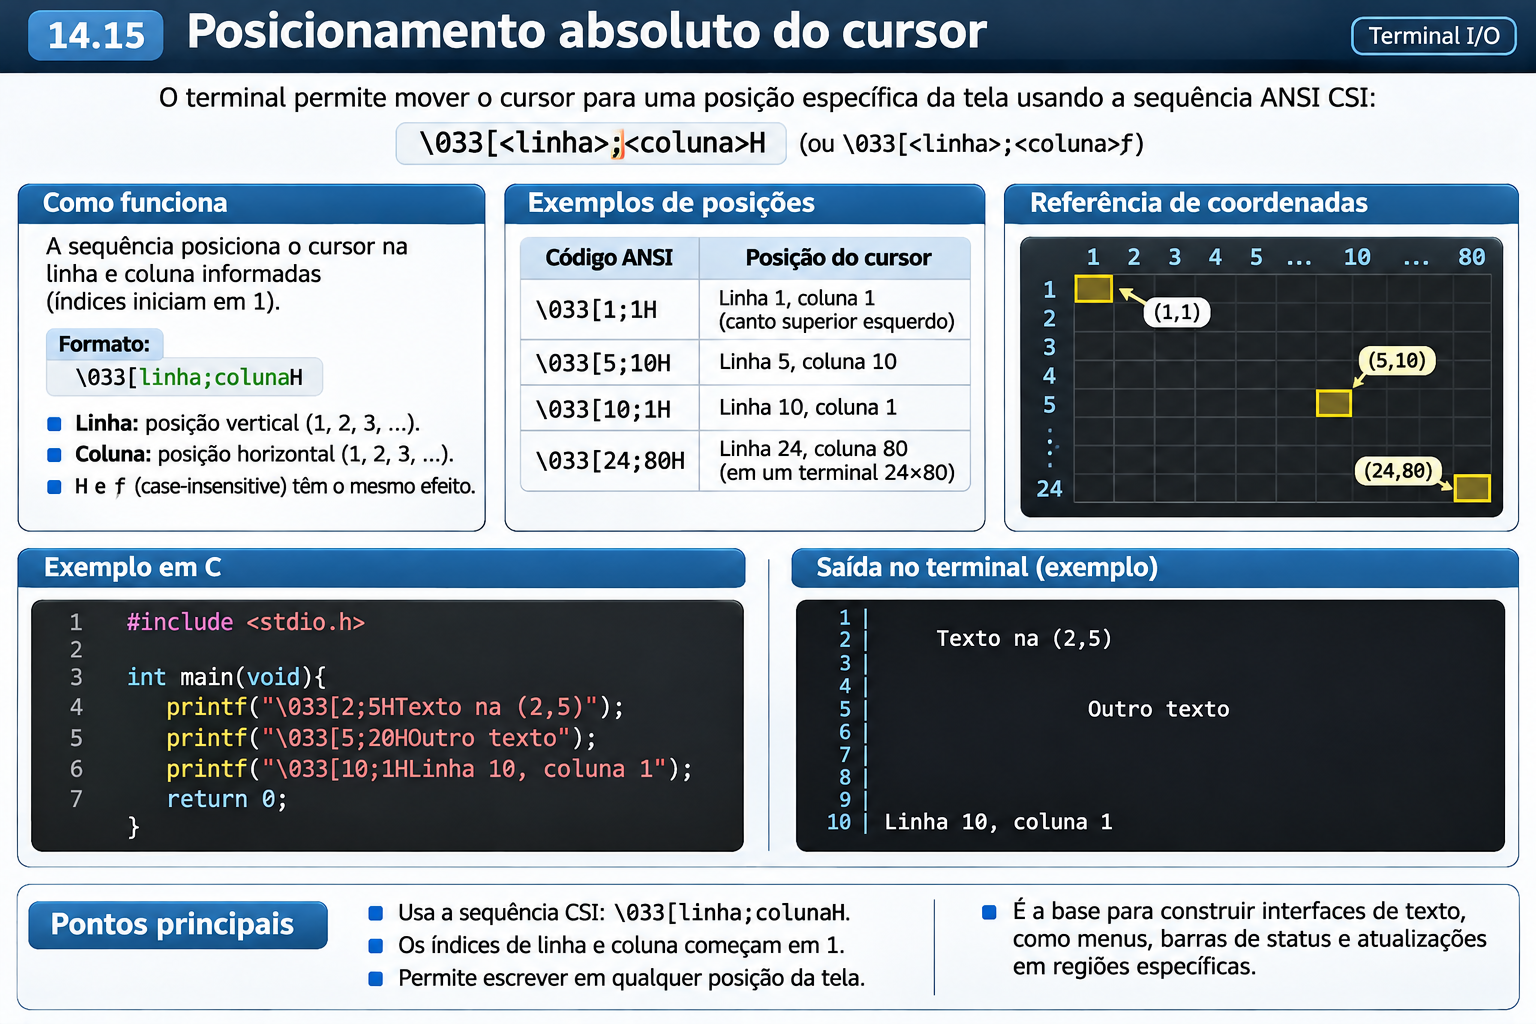 14.15
Posicionamento absoluto do cursor
Terminal I/O
O terminal permite mover o cursor para uma posição específica da tela usando a sequência ANSI CSI:
\033[<linha>;<coluna>H (ou \033[<linha>;<coluna>f)
Como funciona
A sequência posiciona o cursor na
linha e coluna informadas
(índices iniciam em 1).
Formato:
\033[linha;colunaH
Linha: posição vertical (1, 2, 3, ...).
Coluna: posição horizontal (1, 2, 3, ...).
H e f (case-insensitive) têm o mesmo efeito.
Exemplos de posições
Código ANSI Posição do cursor
\033[1;1H Linha 1, coluna 1
(canto superior esquerdo)
\033[5;10H Linha 5, coluna 10
\033[10;1H Linha 10, coluna 1
\033[24;80H Linha 24, coluna 80
(em um terminal 24×80)
Referência de coordenadas
1 2 3 4 5 ... 10 ... 80
1
(1,1)
2
3
(5,10)
4
5
⋮
(24,80)
24
Exemplo em C
1 #include <stdio.h>
2
3 int main(void){
4 printf("\033[2;5HTexto na (2,5)");
5 printf("\033[5;20HOutro texto");
6 printf("\033[10;1HLinha 10, coluna 1");
7 return 0;
}
Saída no terminal (exemplo)
1 |
2 | Texto na (2,5)
3 |
4 |
5 | Outro texto
6 |
7 |
8 |
9 |
10 | Linha 10, coluna 1
Pontos principais
Usa a sequência CSI: \033[linha;colunaH.
Os índices de linha e coluna começam em 1.
Permite escrever em qualquer posição da tela.
É a base para construir interfaces de texto,
como menus, barras de status e atualizações
em regiões específicas.